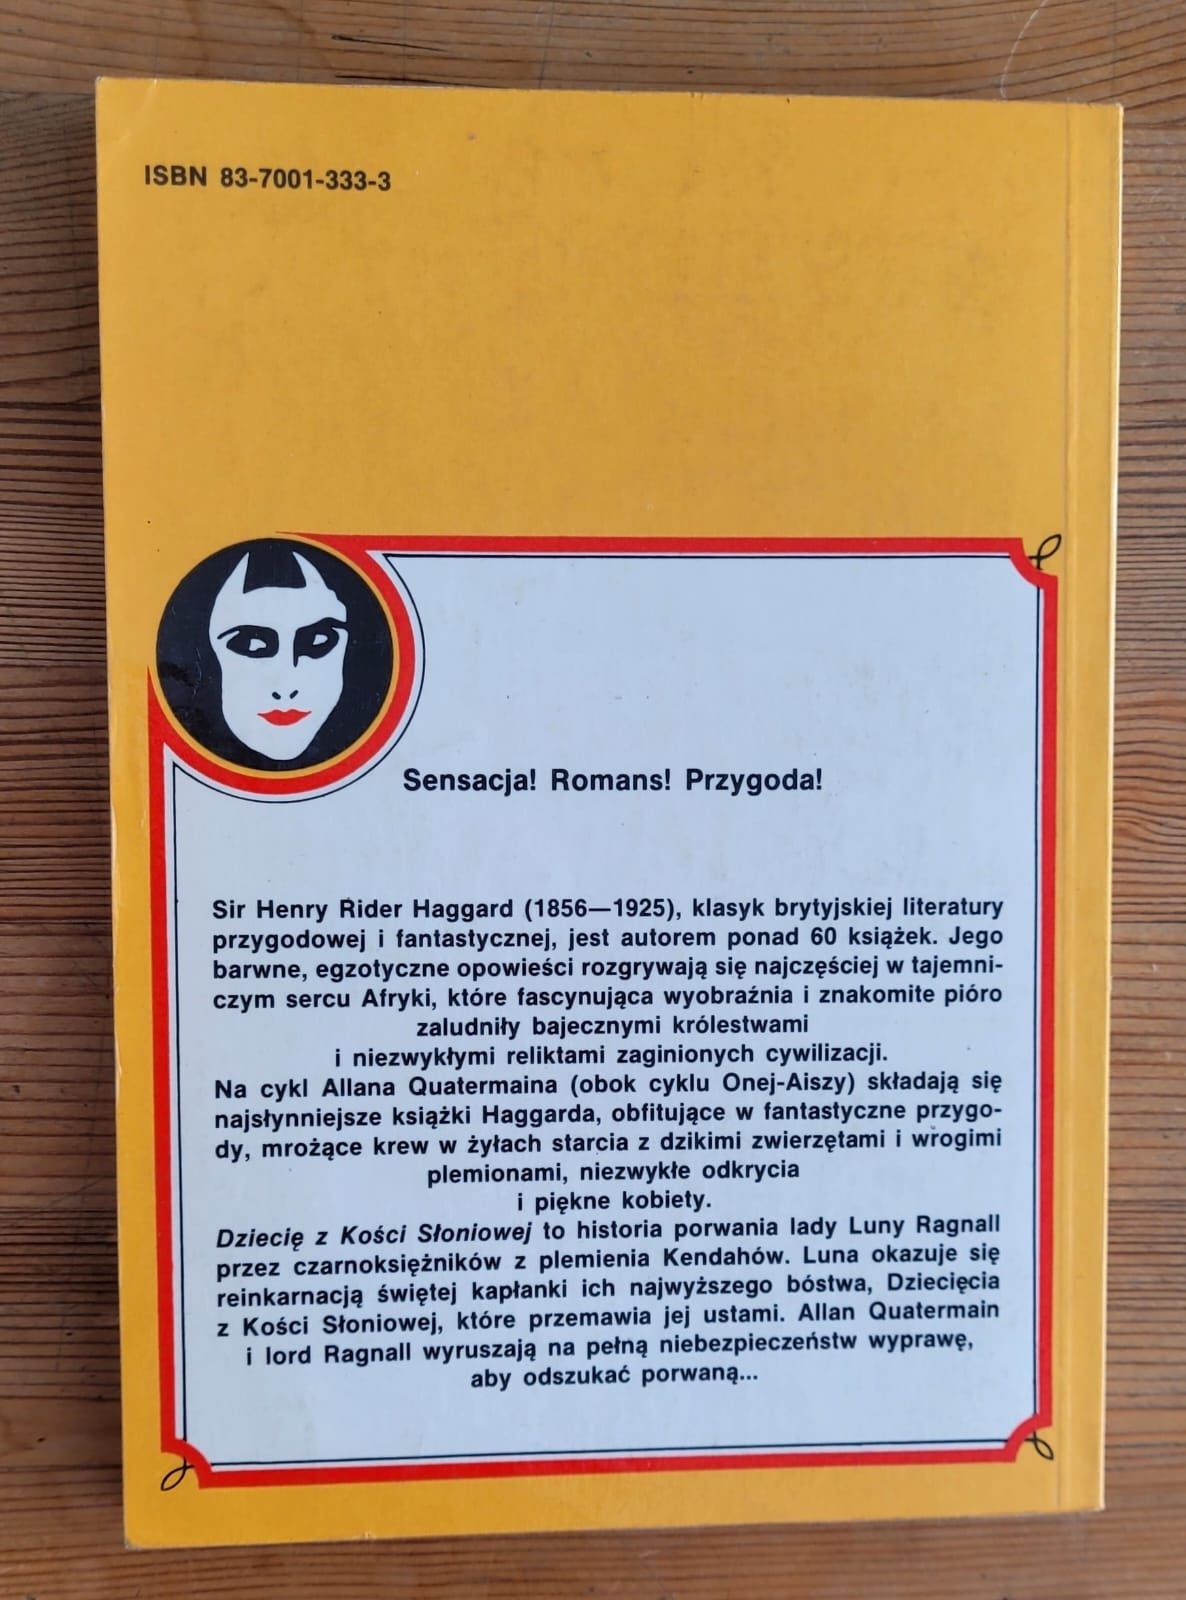 ISBN 83-7001-333-3
Sensacja! Romans! Przygoda!
Sir Henry Rider Haggard (1856—1925), klasyk brytyjskiej literatury
przygodowej i fantastycznej, jest autorem ponad 60 książek. Jego
barwne, egzotyczne opowieści rozgrywają się najczęściej w tajemni-
czym sercu Afryki, które fascynująca wyobraźnia i znakomite pióro
zaludniły bajecznymi królestwami
i niezwykłymi reliktami zaginionych cywilizacji.
Na cykl Allana Quatermaina (obok cyklu Onej-Aiszy) składają się
najsłynniejsze książki Haggarda, obfitujące w fantastyczne przygo-
dy, mrożące krew w żyłach starcia z dzikimi zwierzętami i wrogimi
plemionami, niezwykłe odkrycia
i piękne kobiety.
Dziecię z Kości Słoniowej to historia porwania lady Luny Ragnall
przez czarnoksiężników z plemienia Kendahów. Luna okazuje się
reinkarnacją świętej kapłanki ich najwyższego bóstwa, Dziecięcia
z Kości Słoniowej, które przemawia jej ustami. Allan Quatermain
i lord Ragnall wyruszają na pełną niebezpieczeństw wyprawę,
aby odszukać porwaną...